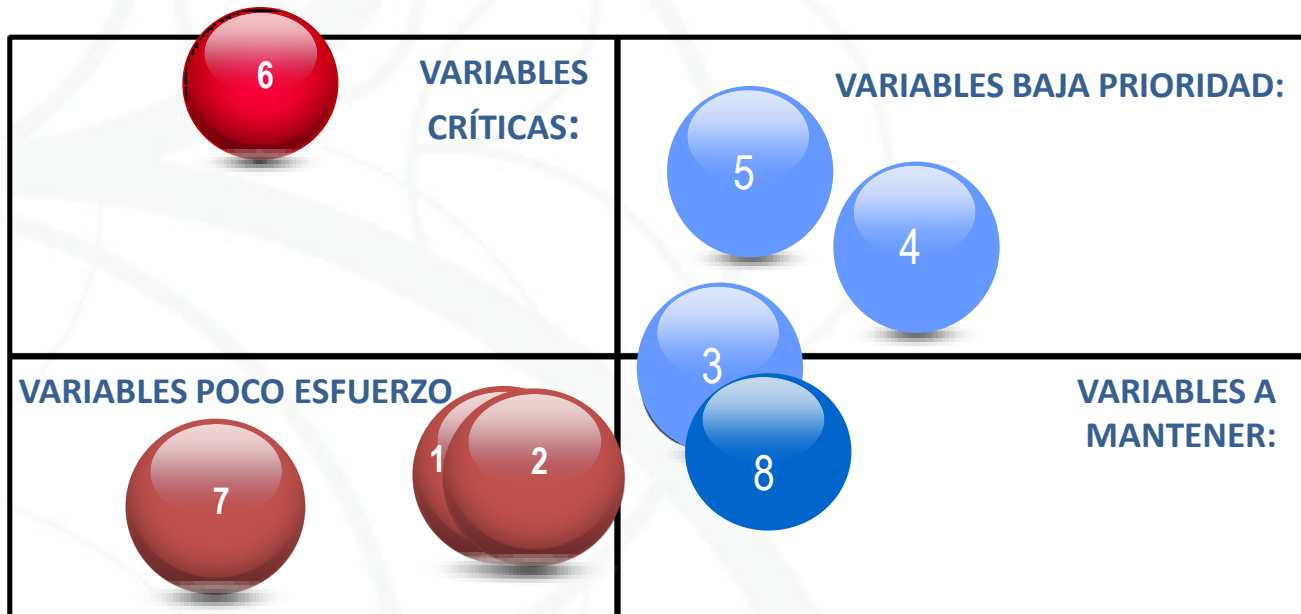 6
VARIABLES
CRÍTICAS:
VARIABLES BAJA PRIORIDAD:
5
4
3
VARIABLES POCO ESFUERZO
7
1
2
8
VARIABLES A
MANTENER: